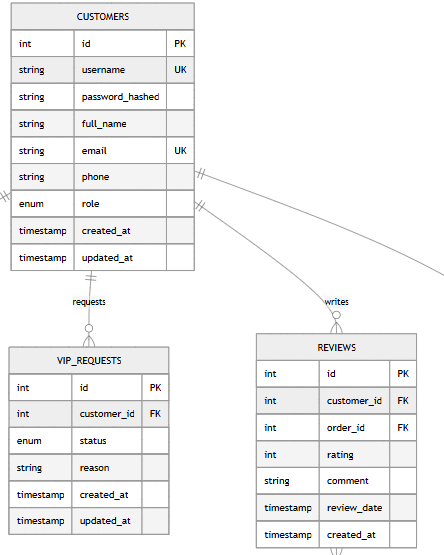 CUSTOMERS
int id PK
string username UK
string password_hashed
string full_name
string email UK
string phone
enum role
timestamp created_at
timestamp updated_at
requests
writes
VIP_REQUESTS
int id PK
int customer_id FK
enum status
string reason
timestamp created_at
timestamp updated_at
REVIEWS
int id PK
int customer_id FK
int order_id FK
int rating
string comment
timestamp review_date
timestamp created_at